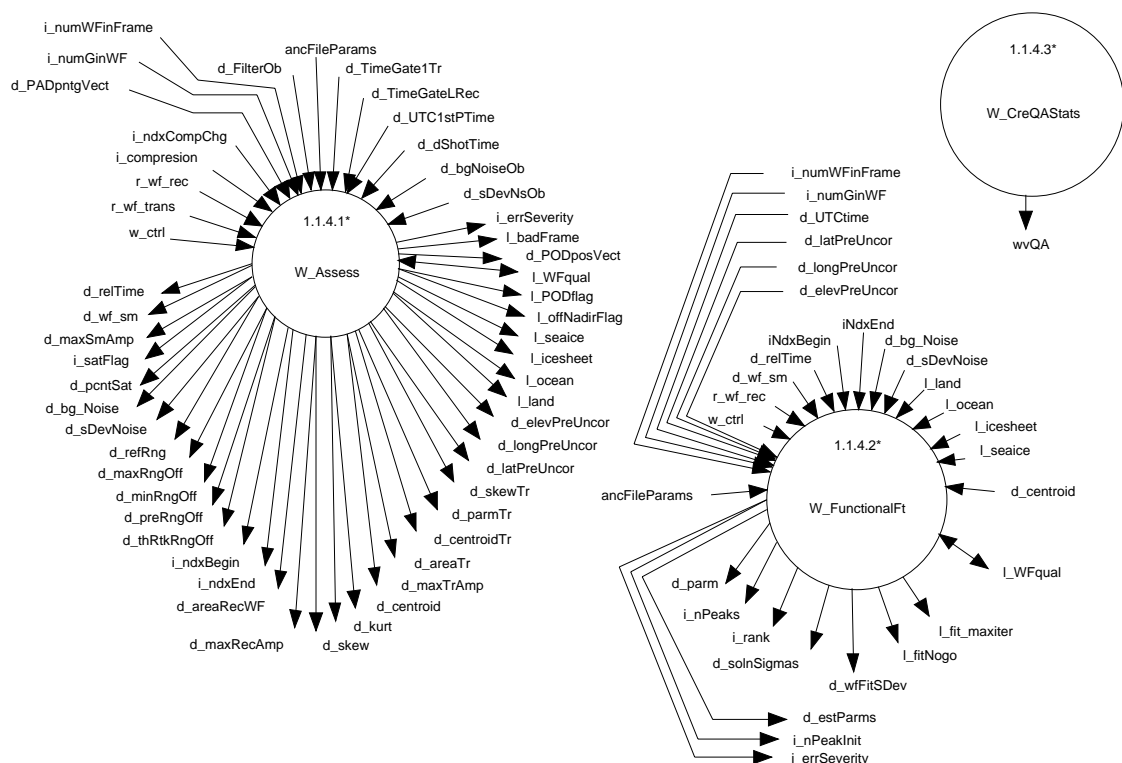 i_numWFinFrame
i_numGinWF
d_PADpntgVect
d_FilterOb
ancFileParams
d_TimeGate1Tr
d_TimeGateLRec
d_UTC1stPTime
d_dShotTime
d_bgNoiseOb
d_sDevNsOb
i_ndxCompChg
i_compresion
r_wf_rec
r_wf_trans
w_ctrl
1.1.4.1*
W_Assess
i_errSeverity
l_badFrame
d_PODposVect
l_WFqual
l_PODflag
l_offNadirFlag
l_seaice
l_icesheet
l_ocean
l_land
d_elevPreUncor
d_longPreUncor
d_latPreUncor
d_skewTr
d_parmTr
d_centroidTr
d_areaTr
d_maxTrAmp
d_centroid
d_kurt
d_skew
d_relTime
d_wf_sm
d_maxSmAmp
i_satFlag
d_pcntSat
d_bg_Noise
d_sDevNoise
d_refRng
d_maxRngOff
d_minRngOff
d_preRngOff
d_thRtkRngOff
i_ndxBegin
i_ndxEnd
d_areaRecWF
d_maxRecAmp
1.1.4.3*
W_CreQAStats
wvQA
i_numWFinFrame
i_numGinWF
d_UTCtime
d_latPreUncor
d_longPreUncor
d_elevPreUncor
iNdxEnd
iNdxBegin
d_relTime
d_wf_sm
r_wf_rec
w_ctrl
d_bg_Noise
d_sDevNoise
l_land
l_ocean
l_icesheet
l_seaice
1.1.4.2*
W_FunctionalFt
ancFileParams
d_centroid
l_WFqual
l_fit_maxiter
l_fitNogo
d_wfFitSDev
d_solnSigmas
i_rank
i_nPeaks
d_parm
d_estParms
i_nPeakInit
i_errSeverity